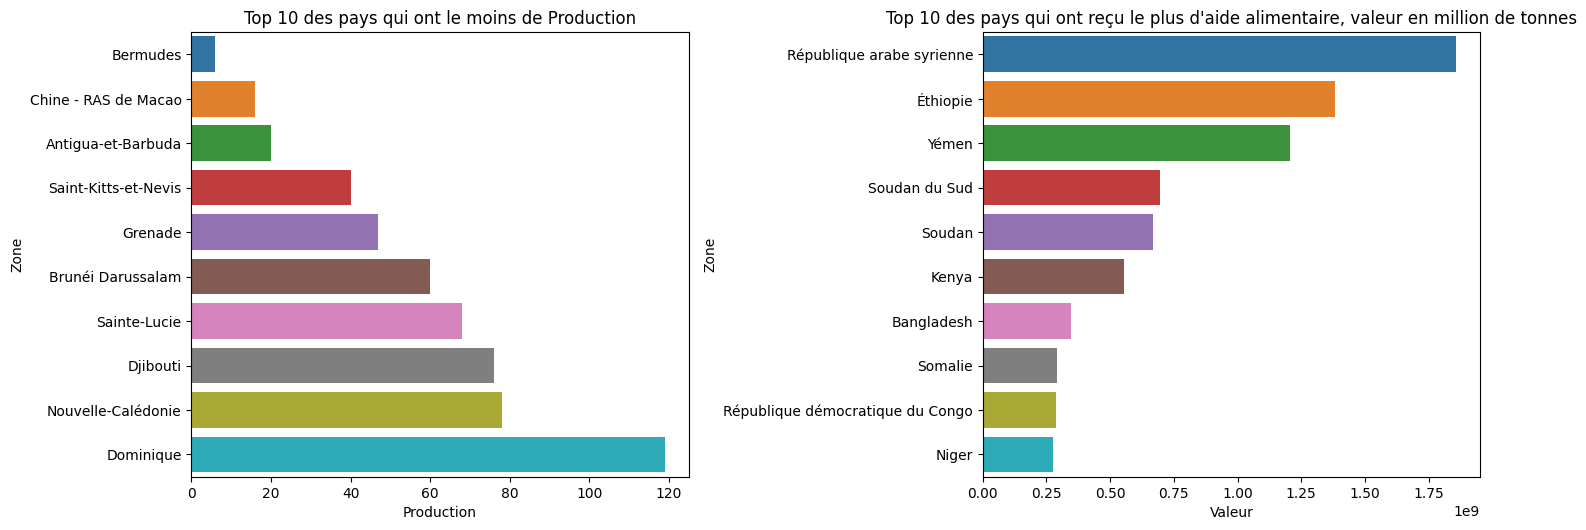 Top 10 des pays qui ont le moins de Production
Bermudes
Chine - RAS de Macao
Antigua-et-Barbuda
Saint-Kitts-et-Nevis
Grenade
Brunéi Darussalam
Sainte-Lucie
Djibouti
Nouvelle-Calédonie
Dominique
Zone
0 20 40 60 80 100 120
Production
Top 10 des pays qui ont reçu le plus d'aide alimentaire, valeur en million de tonnes
République arabe syrienne
Éthiopie
Yémen
Soudan du Sud
Soudan
Kenya
Bangladesh
Somalie
République démocratique du Congo
Niger
Zone
0.00 0.25 0.50 0.75 1.00 1.25 1.50 1.75
1e9
Valeur